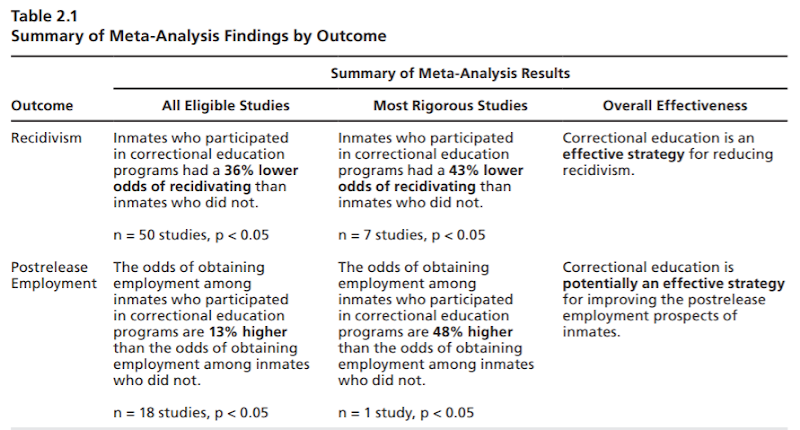 Table 2.1
Summary of Meta-Analysis Findings by Outcome
Summary of Meta-Analysis Results
Outcome All Eligible Studies Most Rigorous Studies Overall Effectiveness
Recidivism
Inmates who participated
in correctional education
programs had a 36% lower
odds of recidivating than
inmates who did not.
n = 50 studies, p < 0.05
Inmates who participated
in correctional education
programs had a 43% lower
odds of recidivating than
inmates who did not.
n = 7 studies, p < 0.05
Correctional education is an
effective strategy for reducing
recidivism.
Postrelease
Employment
The odds of obtaining
employment among
inmates who participated
in correctional education
programs are 13% higher
than the odds of obtaining
employment among inmates
who did not.
n = 18 studies, p < 0.05
The odds of obtaining
employment among
inmates who participated
in correctional education
programs are 48% higher
than the odds of obtaining
employment among inmates
who did not.
n = 1 study, p < 0.05
Correctional education is
potentially an effective strategy
for improving the postrelease
employment prospects of
inmates.